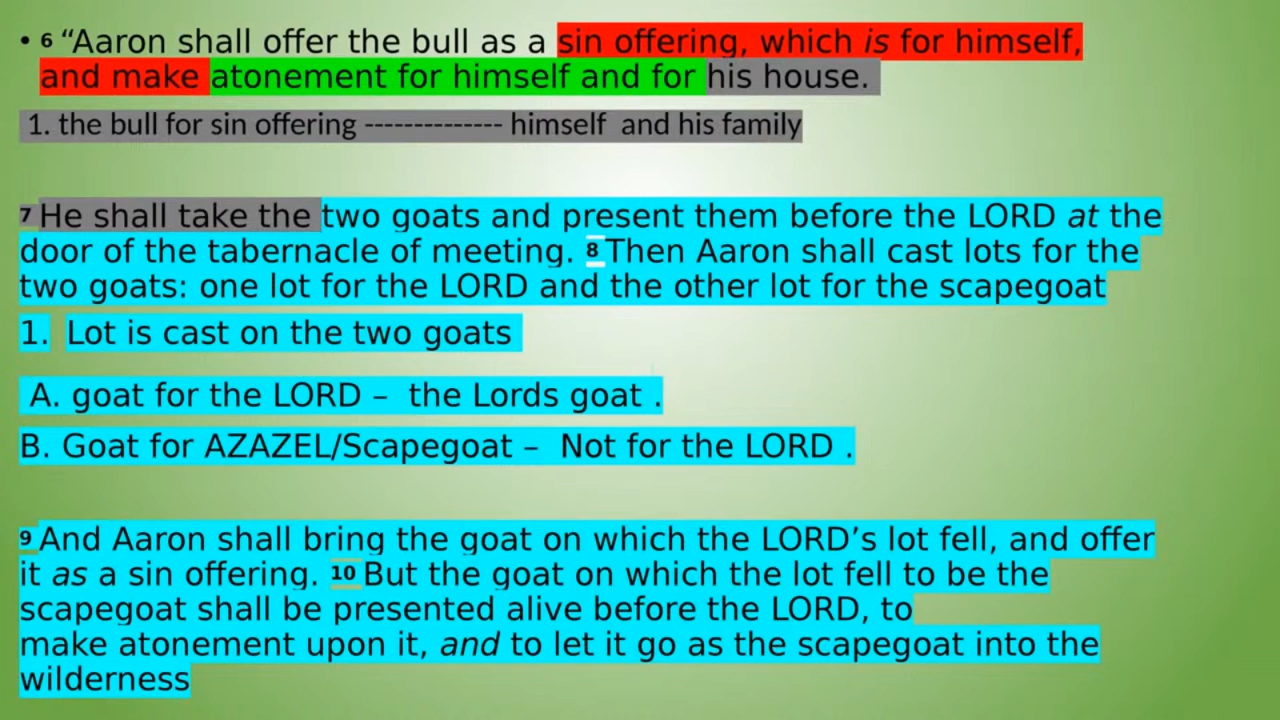 • 6 “Aaron shall offer the bull as a sin offering, which is for himself,
and make atonement for himself and for his house.
1. the bull for sin offering -------------- himself  and his family
7 He shall take the two goats and present them before the LORD at the
door of the tabernacle of meeting. 8 Then Aaron shall cast lots for the
two goats: one lot for the LORD and the other lot for the scapegoat
1. Lot is cast on the two goats
A. goat for the LORD –  the Lords goat .
B. Goat for AZAZEL/Scapegoat –  Not for the LORD .
9 And Aaron shall bring the goat on which the LORD’s lot fell, and offer
it as a sin offering. 10 But the goat on which the lot fell to be the
scapegoat shall be presented alive before the LORD, to
make atonement upon it, and to let it go as the scapegoat into the
wilderness